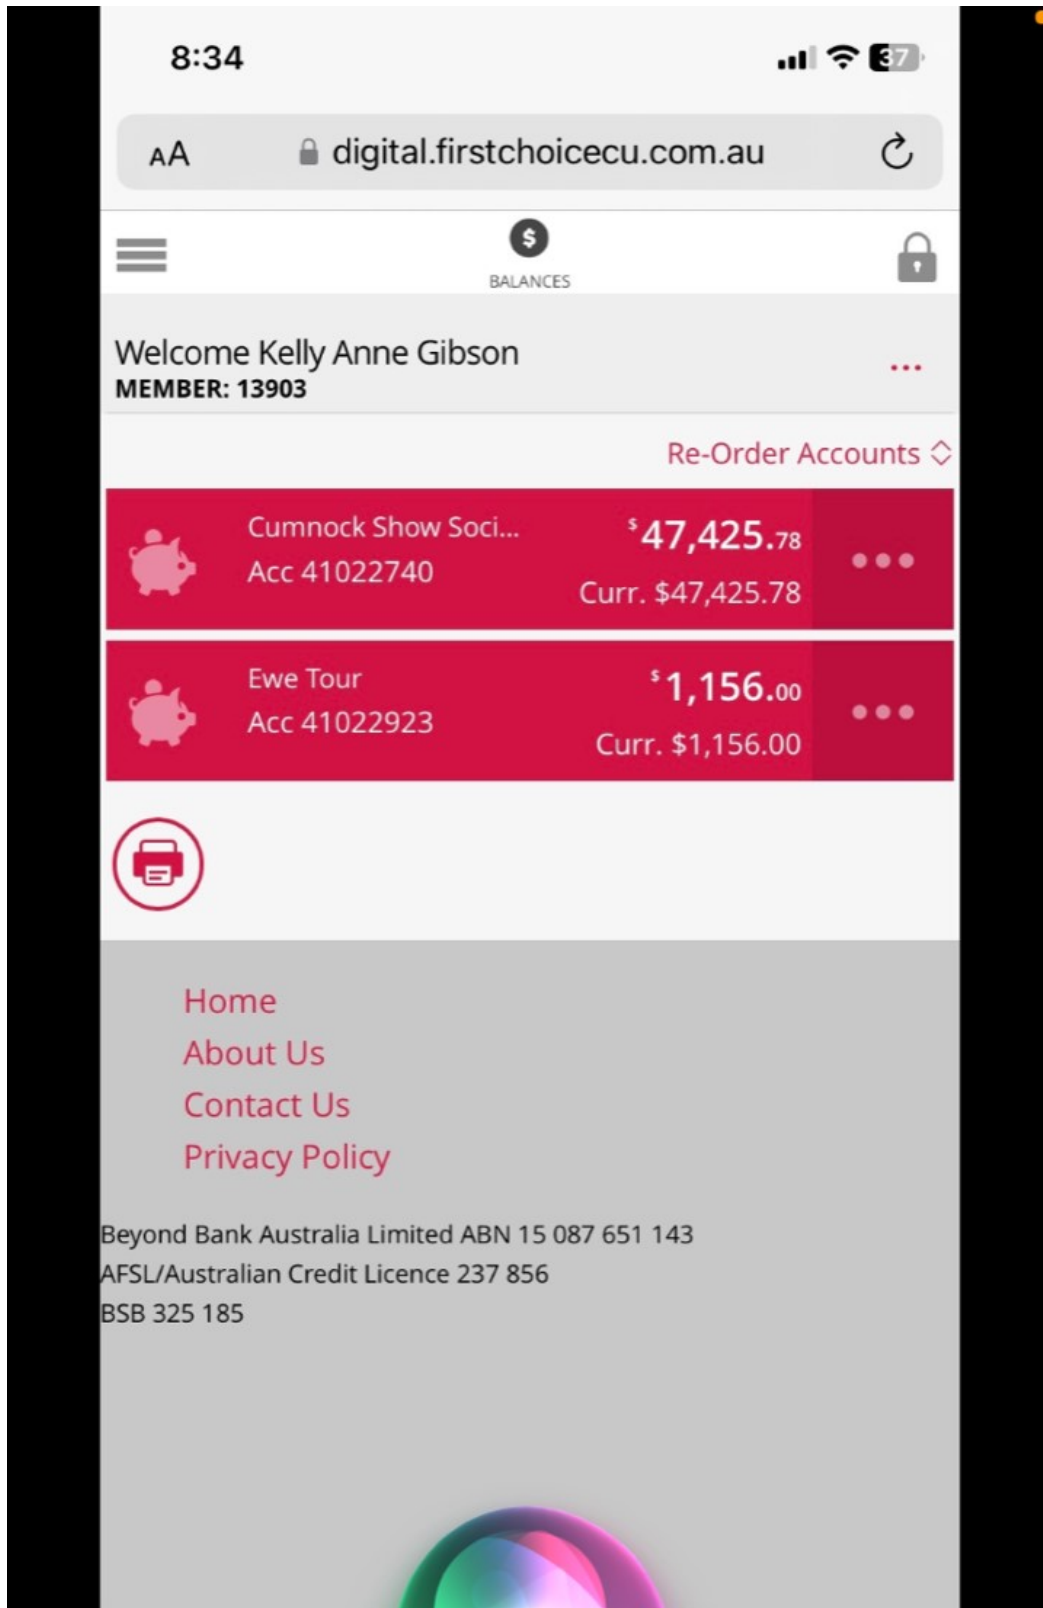 8:34
37
AA digital.firstchoicecu.com.au
$
BALANCES
Welcome Kelly Anne Gibson
MEMBER: 13903
...
Re-Order Accounts
Cumnock Show Soci... $47,425.78
Acc 41022740
Curr. $47,425.78
Ewe Tour $1,156.00
Acc 41022923
Curr. $1,156.00
Home
About Us
Contact Us
Privacy Policy
Beyond Bank Australia Limited ABN 15 087 651 143
AFSL/Australian Credit Licence 237 856
BSB 325 185